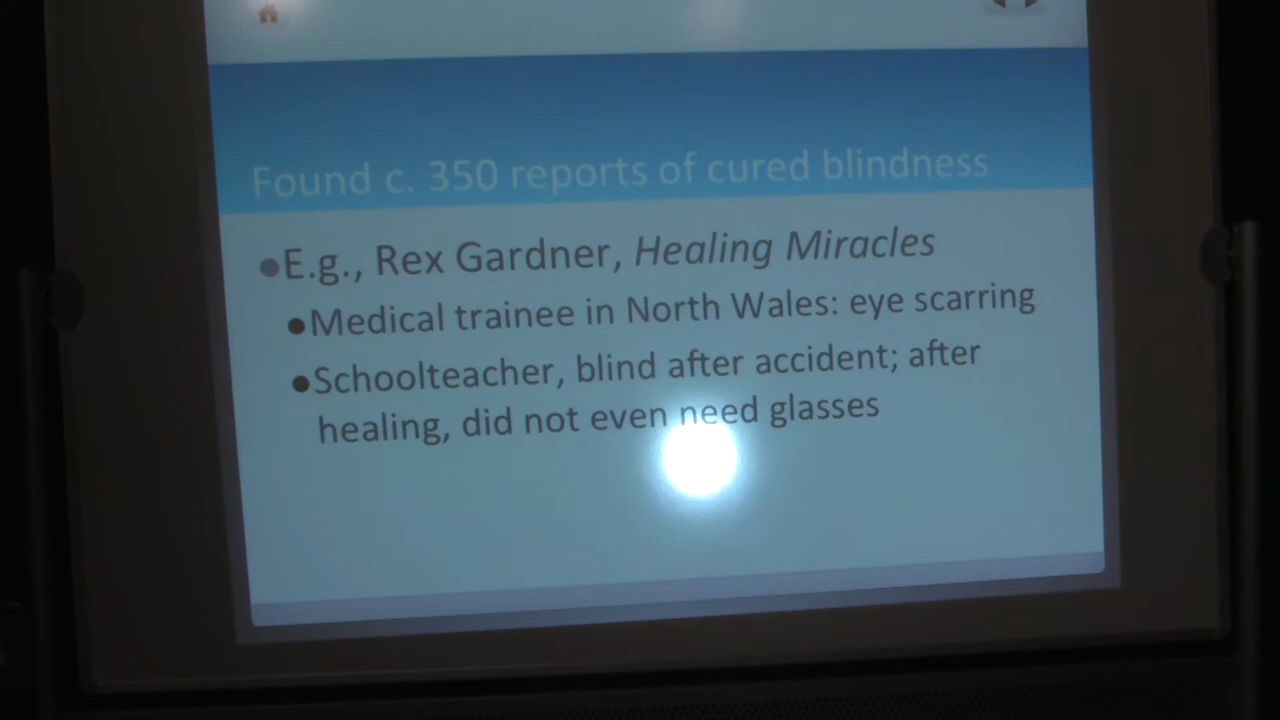 Found c. 350 reports of cured blindness
•E.g., Rex Gardner, Healing Miracles
•Medical trainee in North Wales: eye scarring
•Schoolteacher, blind after accident; after
healing, did not even need glasses